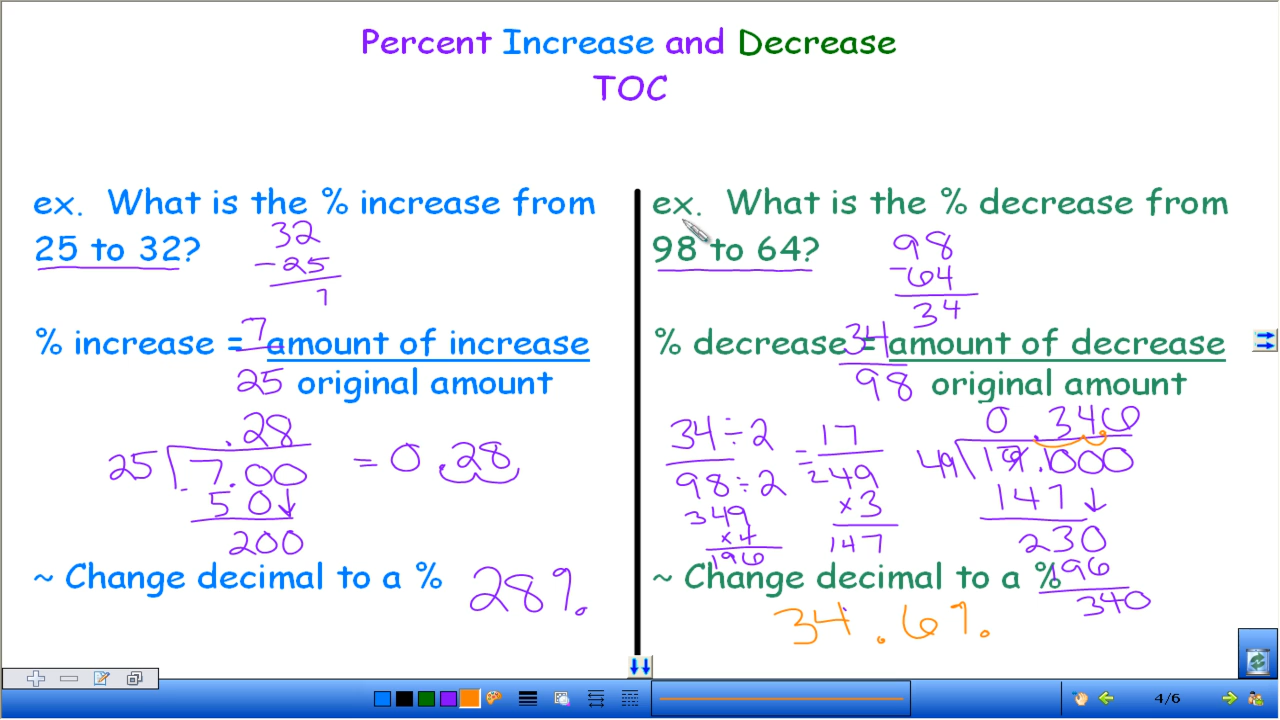 Percent Increase and Decrease
TOC
ex. What is the % increase from
25 to 32?
32
-25
7
% increase = amount of increase
original amount
7
25
.28
25 7.00
= 0.28
50↓
200
~ Change decimal to a %
28%
ex. What is the % decrease from
98 to 64?
98
-64
34
% decrease = amount of decrease
original amount
34
98
34÷2
98÷2
= 17
49
349
×4
196
2
×3
147
0.346
49 17.000
147↓
230
196
340
~ Change decimal to a %
34.6%
4/6